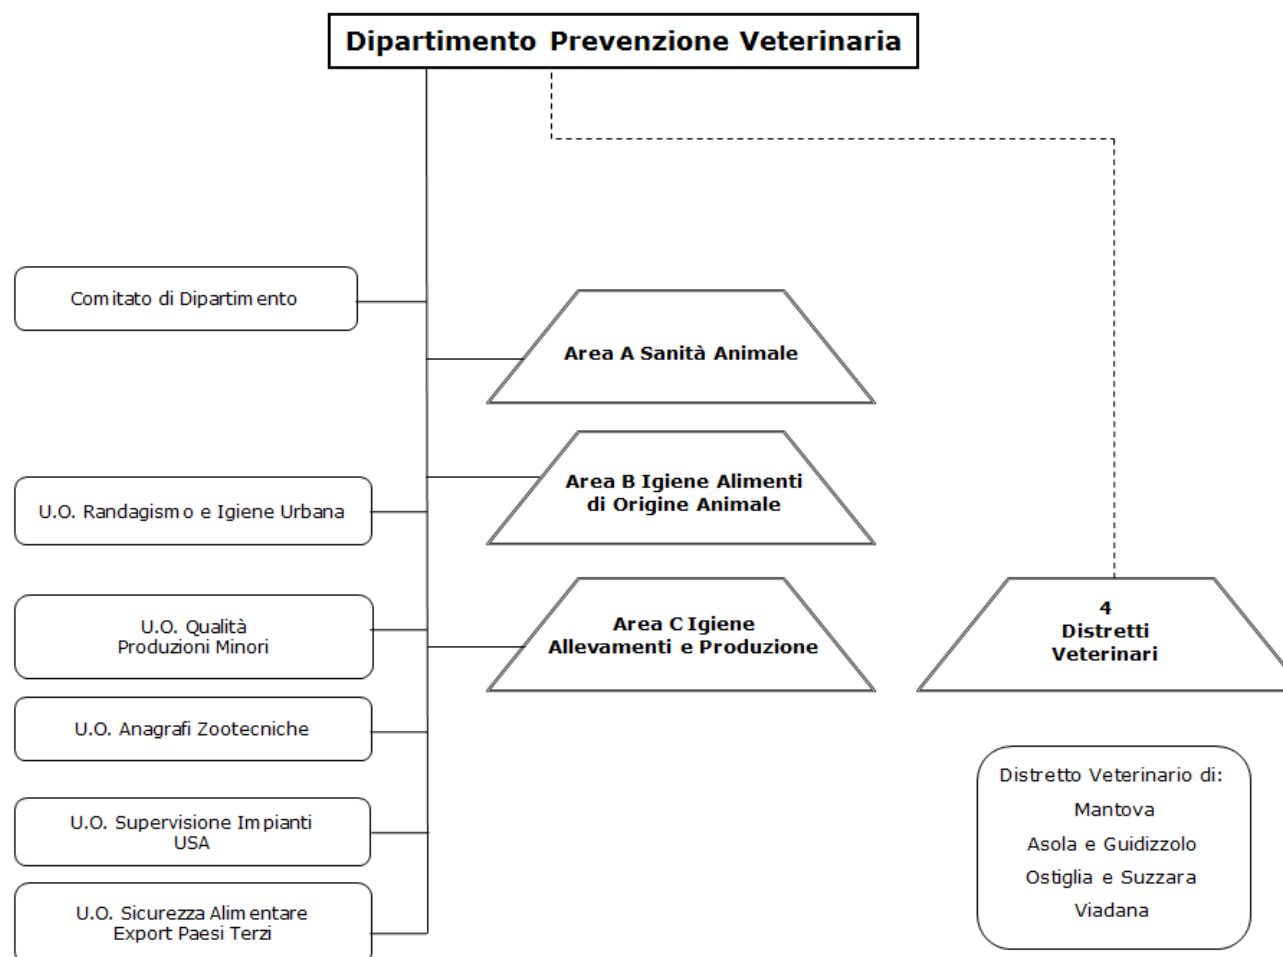 Dipartimento Prevenzione Veterinaria
Comitato di Dipartimento
Area A Sanità Animale
Area B Igiene Alimenti
di Origine Animale
U.O. Randagismo e Igiene Urbana
Area C Igiene
Allevamenti e Produzione
4
Distretti
Veterinari
U.O. Qualità
Produzioni Minori
U.O. Anagrafi Zootecniche
U.O. Supervisione Impianti
USA
U.O. Sicurezza Alimentare
Export Paesi Terzi
Distretto Veterinario di:
Mantova
Asola e Guidizzolo
Ostiglia e Suzzara
Viadana